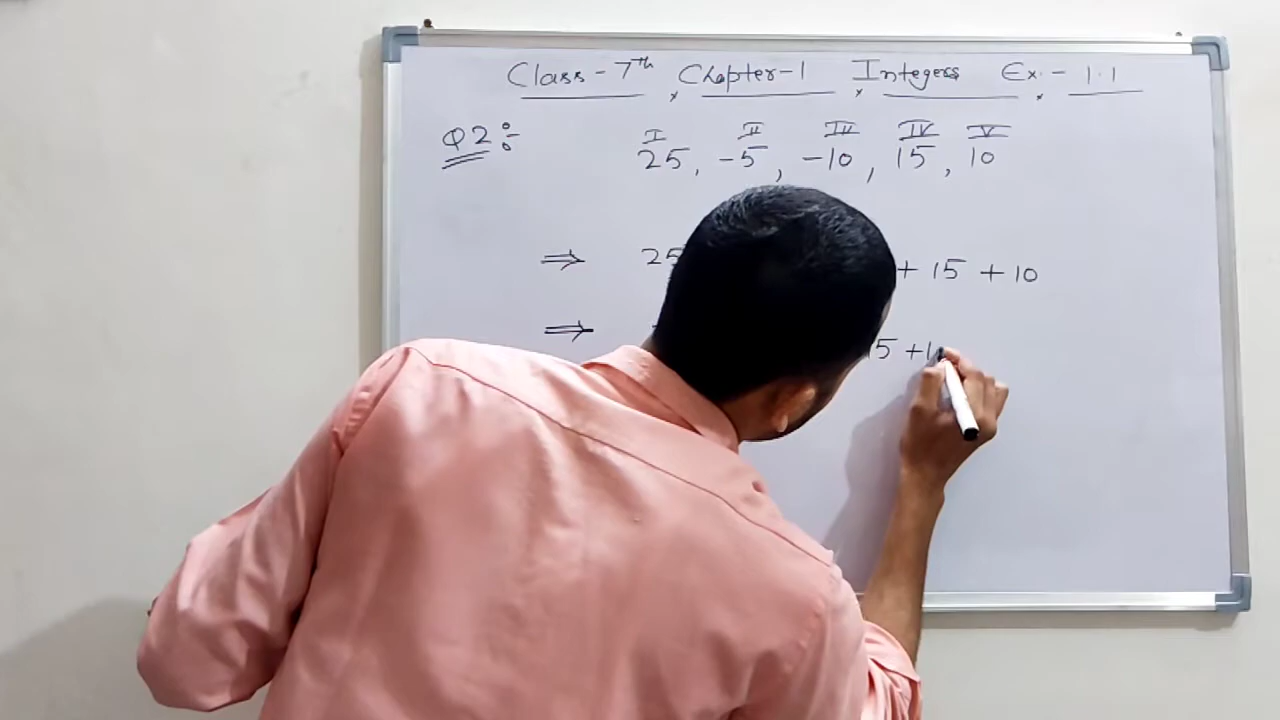 Class-7th Chapter-1 Integers Ex.-1.1
Q2:- I II III IV V
25, -5, -10, 15, 10
⇒ 25 + 15 + 10
⇒ 15 +1